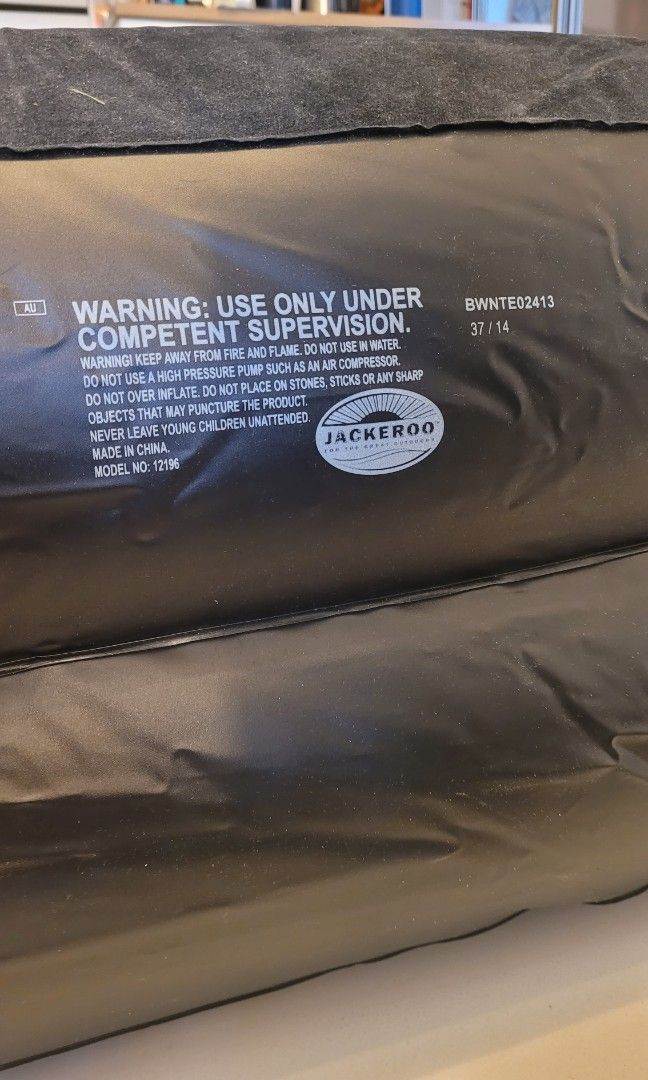 AU
WARNING: USE ONLY UNDER
COMPETENT SUPERVISION.
WARNING! KEEP AWAY FROM FIRE AND FLAME. DO NOT USE IN WATER.
DO NOT USE A HIGH PRESSURE PUMP SUCH AS AN AIR COMPRESSOR.
DO NOT OVER INFLATE. DO NOT PLACE ON STONES, STICKS OR ANY SHARP
OBJECTS THAT MAY PUNCTURE THE PRODUCT.
NEVER LEAVE YOUNG CHILDREN UNATTENDED.
MADE IN CHINA.
MODEL NO: 12196
JACKEROO
FOR THE GREAT OUTDOORS
BWNTE02413
37 / 14